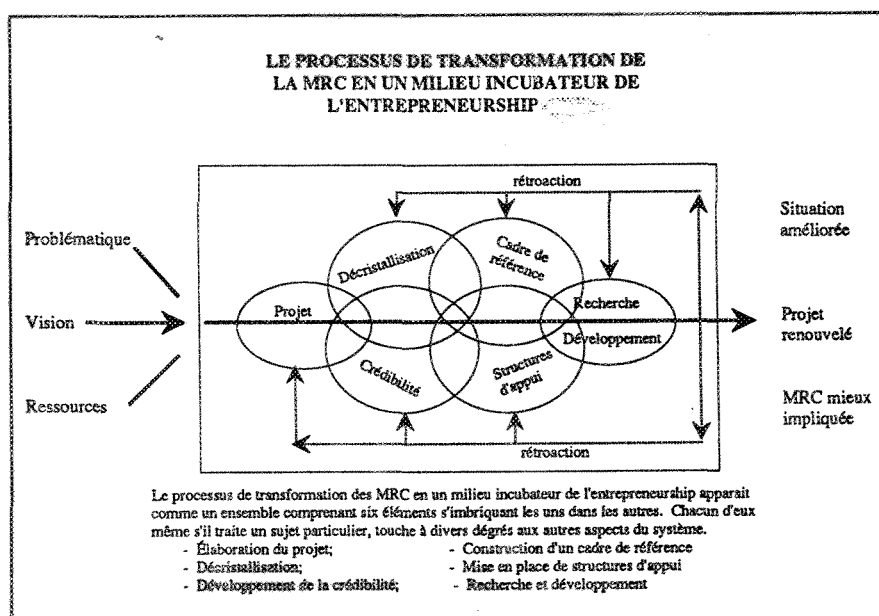 LE PROCESSUS DE TRANSFORMATION DE
LA MRC EN UN MILIEU INCUBATEUR DE
L'ENTREPRENEURSHIP
rétroaction
Problématique
Vision
Ressources
Décristallisation
Cadre de
référence
Projet
Recherche
Développement
Crédibilité
Structures
d'appui
rétroaction
Situation
améliorée
Projet
renouvelé
MRC mieux
impliquée
Le processus de transformation des MRC en un milieu incubateur de l'entrepreneurship apparait
comme un ensemble comprenant six éléments s'imbriquant les uns dans les autres. Chacun d'eux
même s'il traite un sujet particulier, touche à divers dégrés aux autres aspects du système.
- Élaboration du projet;
- Décristallisation;
- Développement de la crédibilité;
- Construction d'un cadre de référence
- Mise en place de structures d'appui
- Recherche et développement